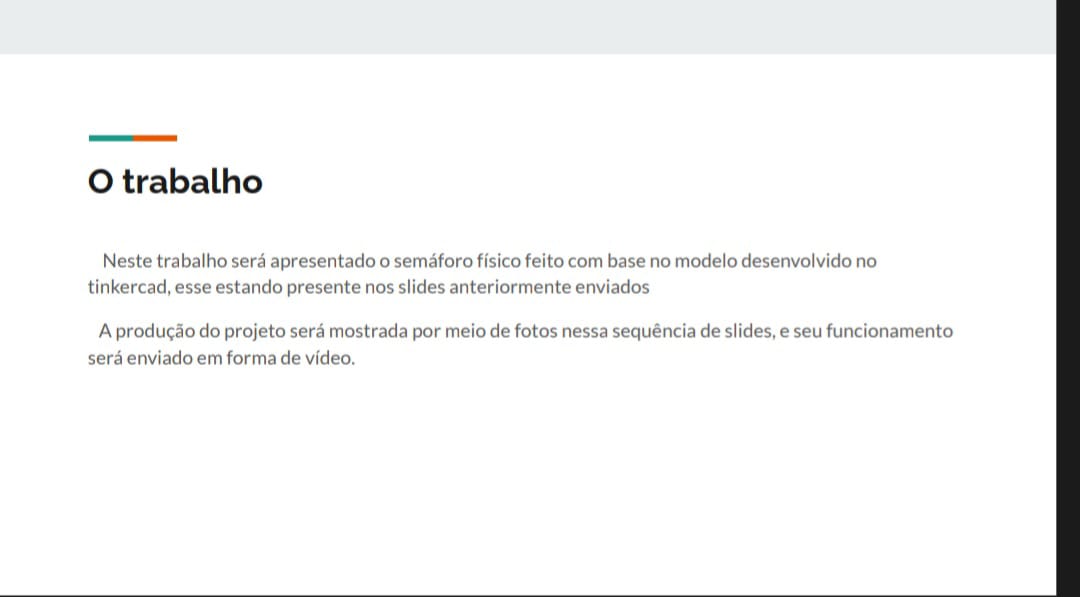 O trabalho
Neste trabalho será apresentado o semáforo físico feito com base no modelo desenvolvido no
tinkercad, esse estando presente nos slides anteriormente enviados
A produção do projeto será mostrada por meio de fotos nessa sequência de slides, e seu funcionamento
será enviado em forma de vídeo.